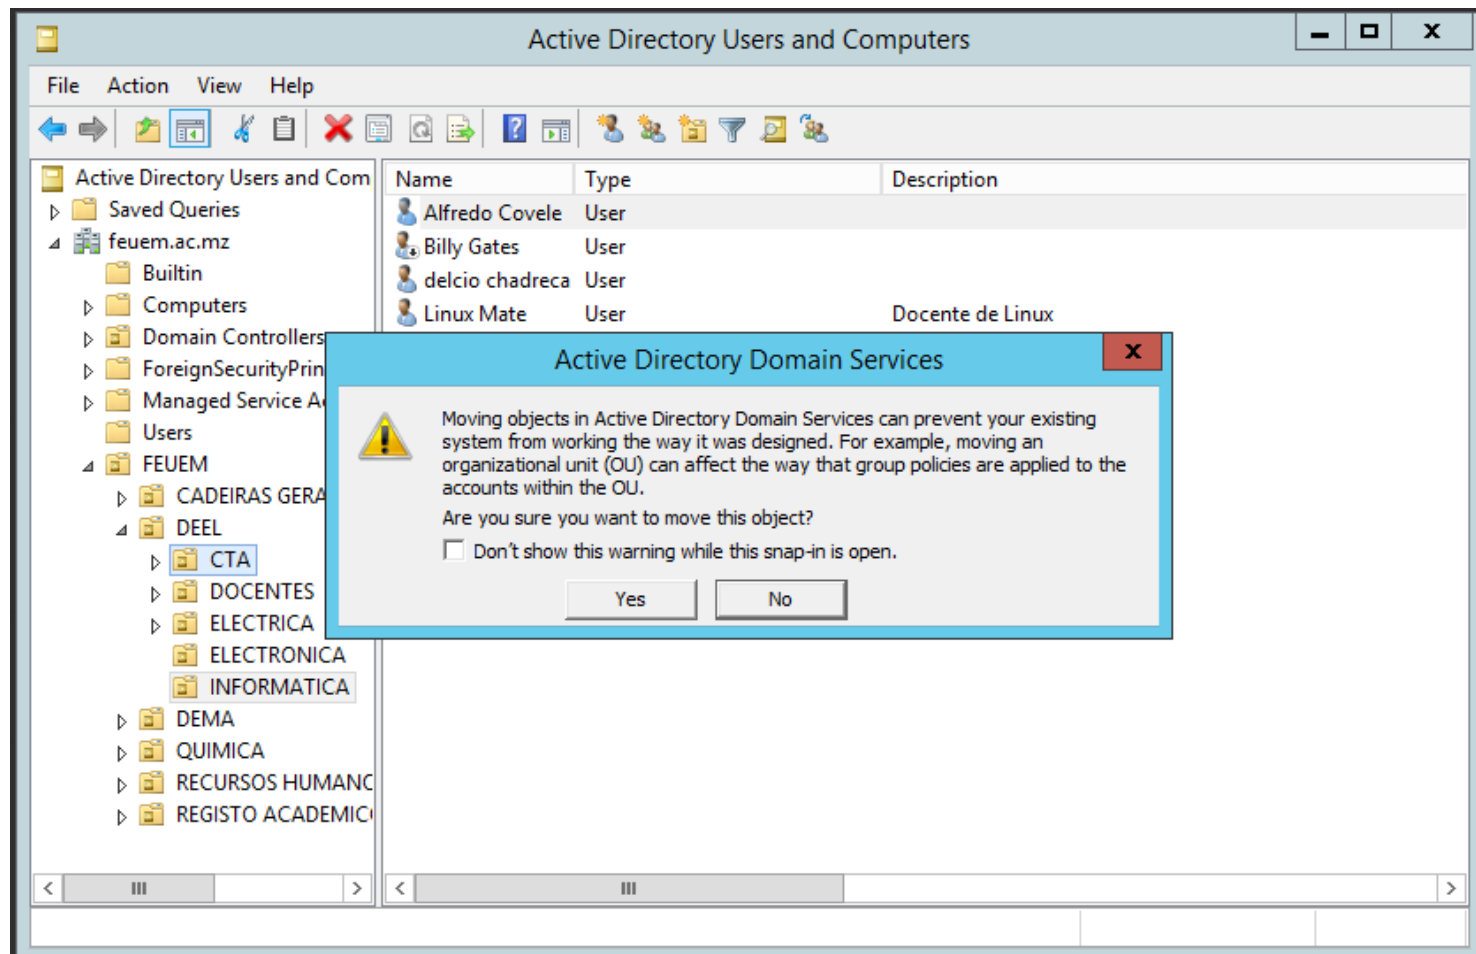 Active Directory Users and Computers
File Action View Help
Active Directory Users and Com
Saved Queries
feuem.ac.mz
Builtin
Computers
Domain Controllers
ForeignSecurityPrin
Managed Service A
Users
FEUEM
CADEIRAS GERA
DEEL
CTA
DOCENTES
ELECTRICA
ELECTRONICA
INFORMATICA
DEMA
QUIMICA
RECURSOS HUMANO
REGISTO ACADEMICO
Name Type Description
Alfredo Covele User
Billy Gates User
delcio chadreca User
Linux Mate User Docente de Linux
Active Directory Domain Services
Moving objects in Active Directory Domain Services can prevent your existing
system from working the way it was designed. For example, moving an
organizational unit (OU) can affect the way that group policies are applied to the
accounts within the OU.
Are you sure you want to move this object?
Don't show this warning while this snap-in is open.
Yes No